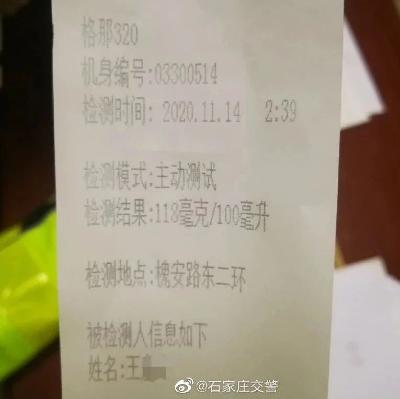 格那320
机身编号:03300514
检测时间: 2020.11.14 2:39
检测模式:主动测试
检测结果:118毫克/100毫升
检测地点:槐安路东二环
被检测人信息如下
姓名:王
@石家庄交警